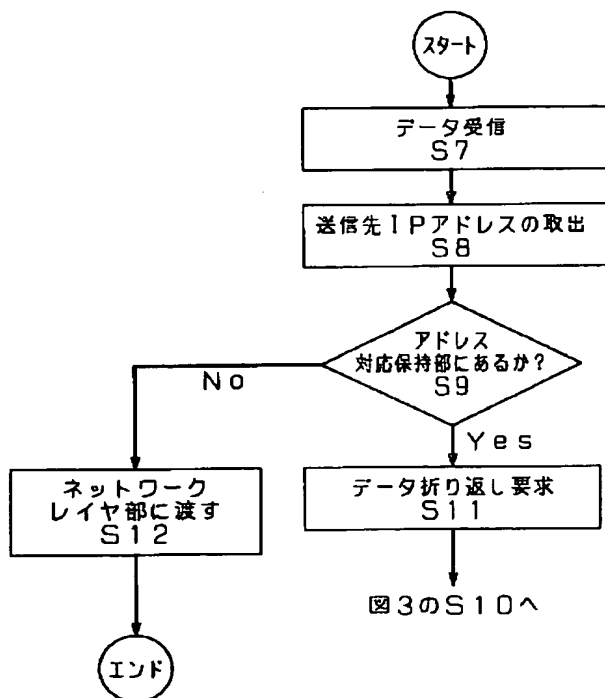 スタート
データ受信
S7
送信先IPアドレスの取出
S8
アドレス
対応保持部にあるか?
S9
No
Yes
ネットワーク
レイヤ部に渡す
S12
データ折り返し要求
S11
図3のS10へ
エンド